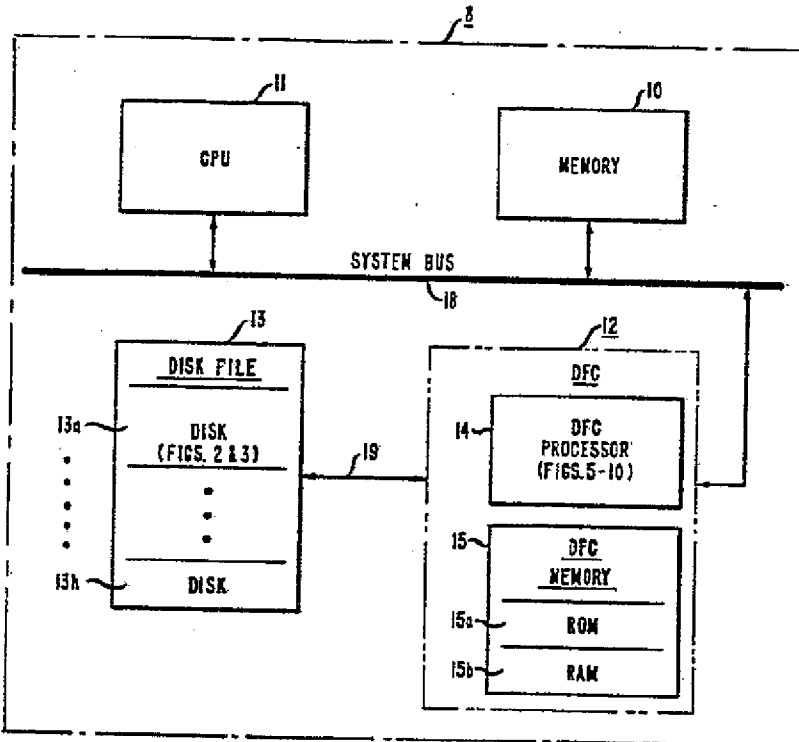 8
11
10
CPU
MEMORY
SYSTEM BUS
18
13
12
DISK FILE
DFC
13a
DISK
(FIGS. 2 & 3)
19
14
DFC
PROCESSOR
(FIGS. 5-10)
15
DFC
MEMORY
13h
DISK
15a
ROM
15b
RAM